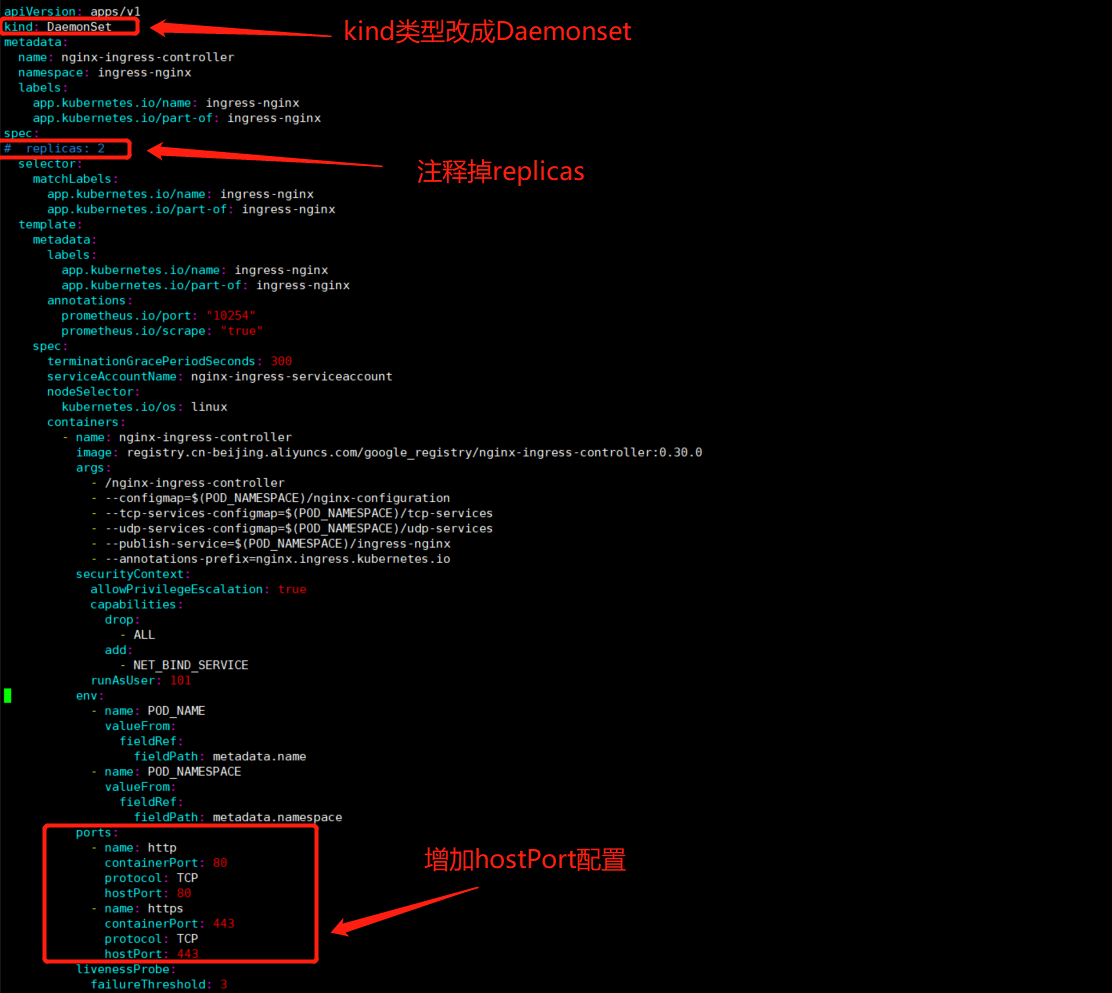 apiVersion: apps/v1
kind: DaemonSet
kind类型改成Daemonset
metadata:
  name: nginx-ingress-controller
  namespace: ingress-nginx
  labels:
    app.kubernetes.io/name: ingress-nginx
    app.kubernetes.io/part-of: ingress-nginx
spec:
#  replicas: 2
注释掉replicas
  selector:
    matchLabels:
      app.kubernetes.io/name: ingress-nginx
      app.kubernetes.io/part-of: ingress-nginx
  template:
    metadata:
      labels:
        app.kubernetes.io/name: ingress-nginx
        app.kubernetes.io/part-of: ingress-nginx
      annotations:
        prometheus.io/port: "10254"
        prometheus.io/scrape: "true"
    spec:
      terminationGracePeriodSeconds: 300
      serviceAccountName: nginx-ingress-serviceaccount
      nodeSelector:
        kubernetes.io/os: linux
      containers:
        - name: nginx-ingress-controller
          image: registry.cn-beijing.aliyuncs.com/google_registry/nginx-ingress-controller:0.30.0
          args:
            - /nginx-ingress-controller
            - --configmap=$(POD_NAMESPACE)/nginx-configuration
            - --tcp-services-configmap=$(POD_NAMESPACE)/tcp-services
            - --udp-services-configmap=$(POD_NAMESPACE)/udp-services
            - --publish-service=$(POD_NAMESPACE)/ingress-nginx
            - --annotations-prefix=nginx.ingress.kubernetes.io
          securityContext:
            allowPrivilegeEscalation: true
            capabilities:
              drop:
                - ALL
              add:
                - NET_BIND_SERVICE
            runAsUser: 101
          env:
            - name: POD_NAME
              valueFrom:
                fieldRef:
                  fieldPath: metadata.name
            - name: POD_NAMESPACE
              valueFrom:
                fieldRef:
                  fieldPath: metadata.namespace
          ports:
            - name: http
              containerPort: 80
              protocol: TCP
              hostPort: 80
            - name: https
              containerPort: 443
              protocol: TCP
              hostPort: 443
增加hostPort配置
          livenessProbe:
            failureThreshold: 3